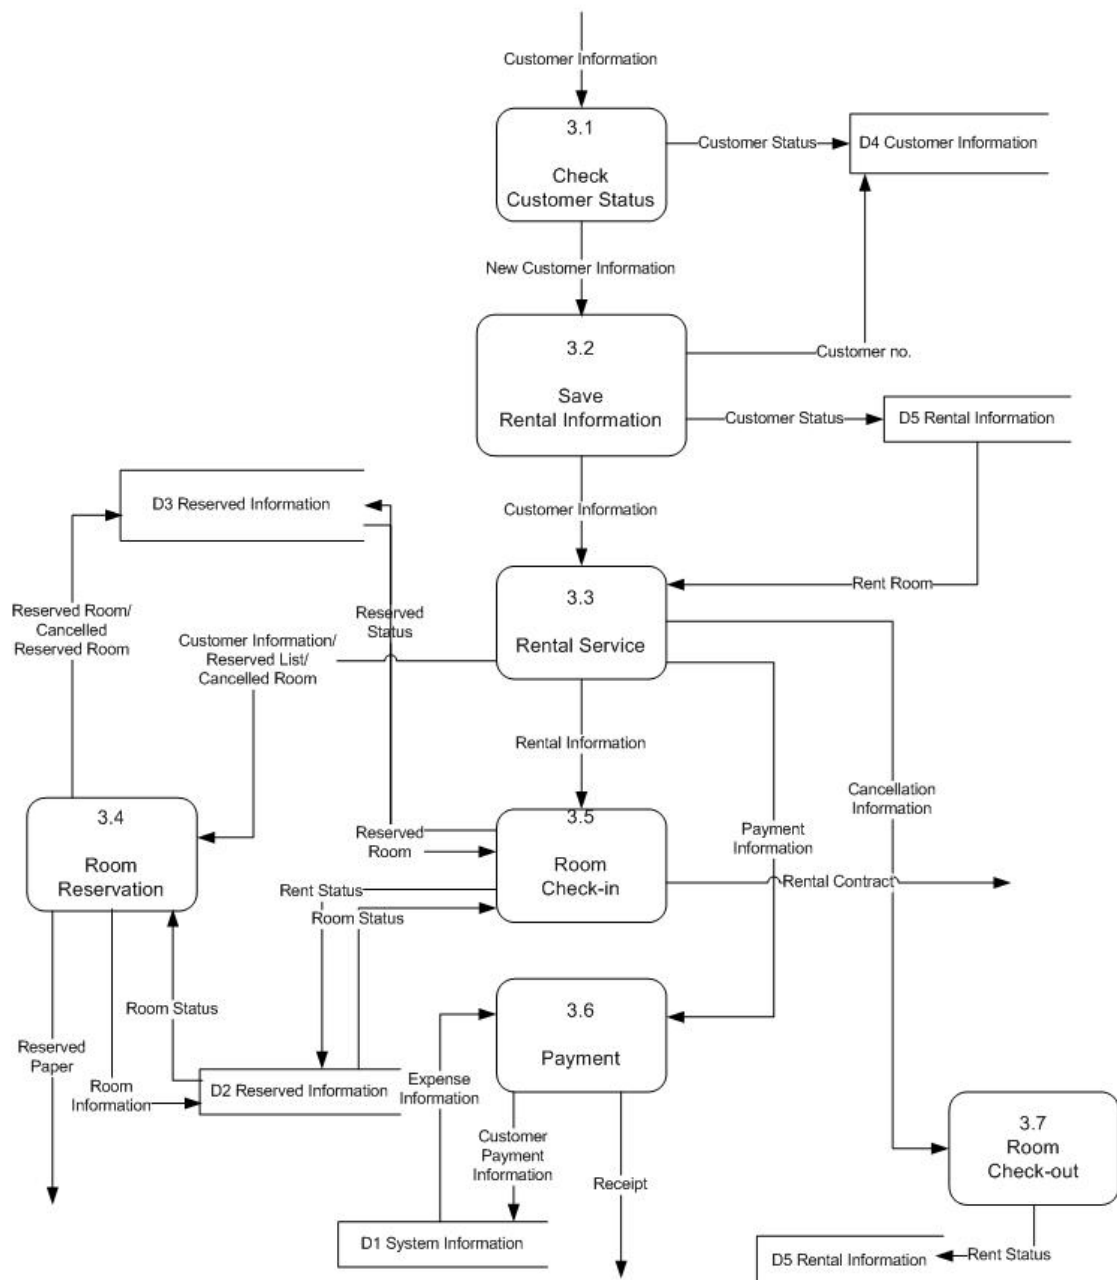 Customer Information
3.1
Check
Customer Status
Customer Status
D4 Customer Information
New Customer Information
3.2
Save
Rental Information
Customer no.
Customer Status
D5 Rental Information
D3 Reserved Information
Customer Information
Rent Room
3.3
Rental Service
Reserved Room/
Cancelled
Reserved Room
Reserved
Status
Customer Information/
Reserved List/
Cancelled Room
Rental Information
Cancellation
Information
3.4
Room
Reservation
Reserved
Room
3.5
Room
Check-in
Payment
Information
Rental Contract
Rent Status
Room Status
Room Status
3.6
Payment
Reserved
Paper
Room
Information
D2 Reserved Information
Expense
Information
Customer
Payment
Information
Receipt
3.7
Room
Check-out
D1 System Information
D5 Rental Information
Rent Status